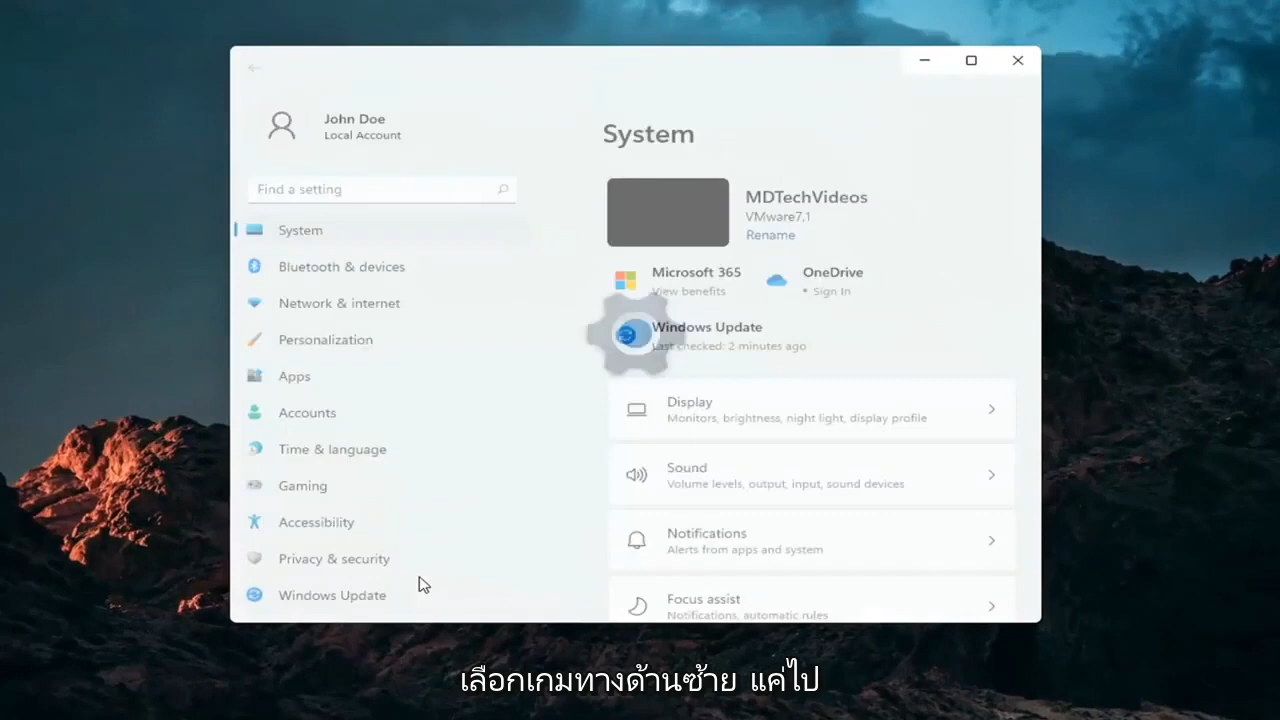 John Doe
Local Account
Find a setting
System
Bluetooth & devices
Network & internet
Personalization
Apps
Accounts
Time & language
Gaming
Accessibility
Privacy & security
Windows Update
System
MDTechVideos
VMware7,1
Rename
Microsoft 365
View benefits
OneDrive
• Sign In
Windows Update
Last checked: 2 minutes ago
Display
Monitors, brightness, night light, display profile
Sound
Volume levels, output, input, sound devices
Notifications
Alerts from apps and system
Focus assist
Notifications, automatic rules
เลือกเกมทางด้านซ้าย แค่ไป